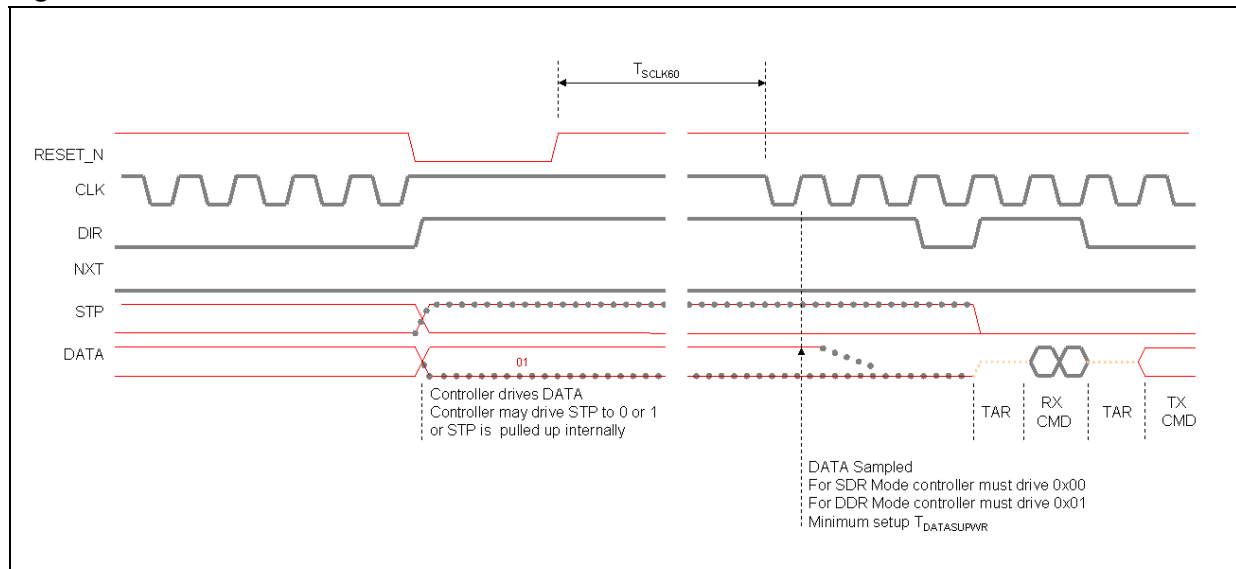 TSCLK60
RESET_N
CLK
DIR
NXT
STP
DATA
01
Controller drives DATA
Controller may drive STP to 0 or 1
or STP is pulled up internally
TAR
RX
CMD
TAR
TX
CMD
DATA Sampled
For SDR Mode controller must drive 0x00
For DDR Mode controller must drive 0x01
Minimum setup TDATASUPWR